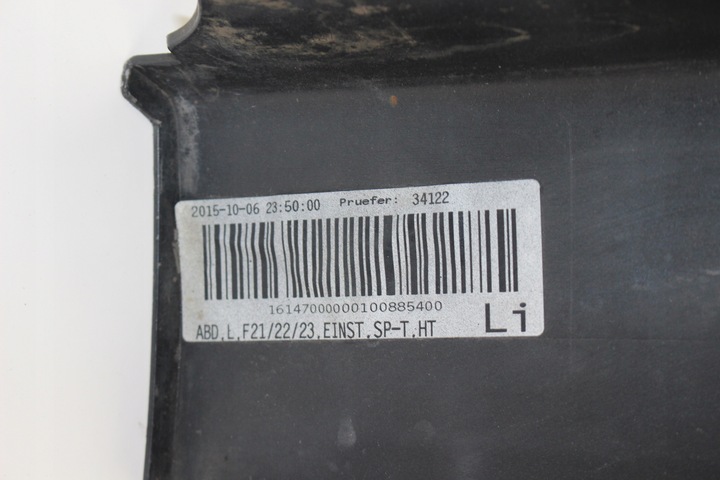 2015-10-06 23:50:00 Pruefer: 34122
16147000000100885400
ABD,L,F21/22/23,EINST,SP-T,HT Li